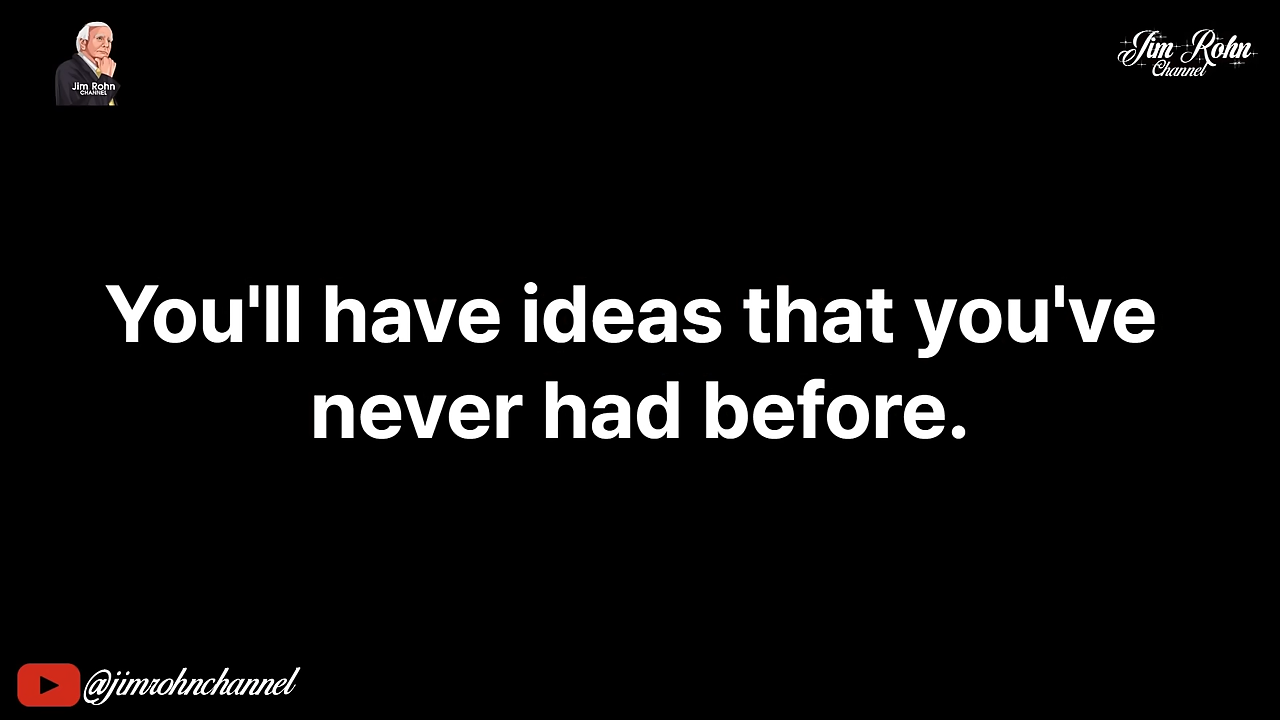 Jim Rohn
CHANNEL
Jim Rohn
Channel
You'll have ideas that you've
never had before.
@jimrohnchannel